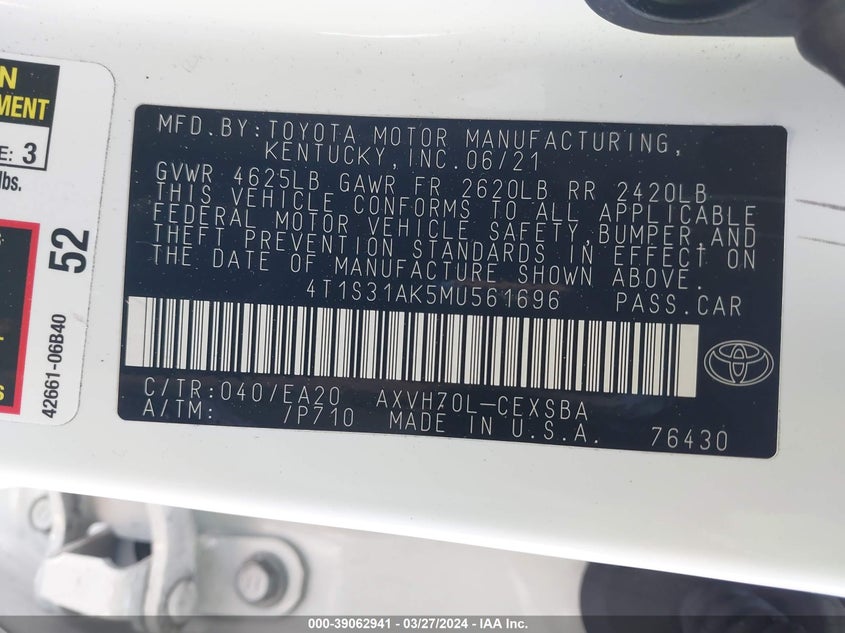 N
MENT
E: 3
lbs.
S
52
42661-06B40
MFD.BY:TOYOTA MOTOR MANUFACTURING,
KENTUCKY,INC.06/21
GVWR 4625LB GAWR FR 2620LB RR 2420LB
THIS VEHICLE CONFORMS TO ALL APPLICABLE
FEDERAL MOTOR VEHICLE SAFETY,BUMPER,AND
THEFT PREVENTION STANDARDS IN EFFECT ON
THE DATE OF MANUFACTURE SHOWN ABOVE.
4T1S31AK5MU561696 PASS.CAR
C/TR:040/EA20 AXVH70L-CEXSBA
A/TM: /P710 MADE IN U.S.A. 76430
000-39062941 - 03/27/2024 - IAA Inc.